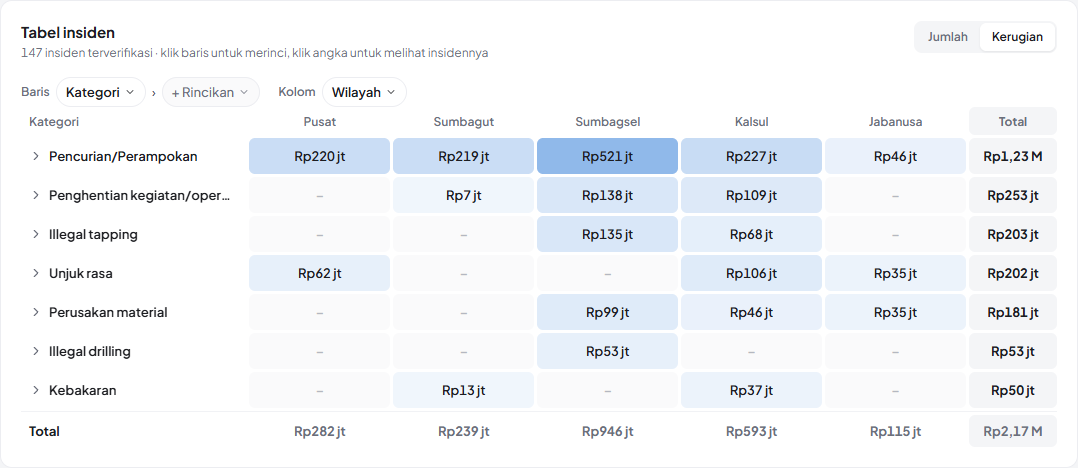 Tabel insiden
147 insiden terverifikasi · klik baris untuk merinci, klik angka untuk melihat insidennya
Jumlah Kerugian
Baris Kategori › + Rincikan Kolom Wilayah
Kategori Pusat Sumbagut Sumbagsel Kalsul Jabanusa Total
Pencurian/Perampokan Rp220 jt Rp219 jt Rp521 jt Rp227 jt Rp46 jt Rp1,23 M
Penghentian kegiatan/oper... – Rp7 jt Rp138 jt Rp109 jt – Rp253 jt
Illegal tapping – – Rp135 jt Rp68 jt – Rp203 jt
Unjuk rasa Rp62 jt – – Rp106 jt Rp35 jt Rp202 jt
Perusakan material – – Rp99 jt Rp46 jt Rp35 jt Rp181 jt
Illegal drilling – – Rp53 jt – – Rp53 jt
Kebakaran – Rp13 jt – Rp37 jt – Rp50 jt
Total Rp282 jt Rp239 jt Rp946 jt Rp593 jt Rp115 jt Rp2,17 M